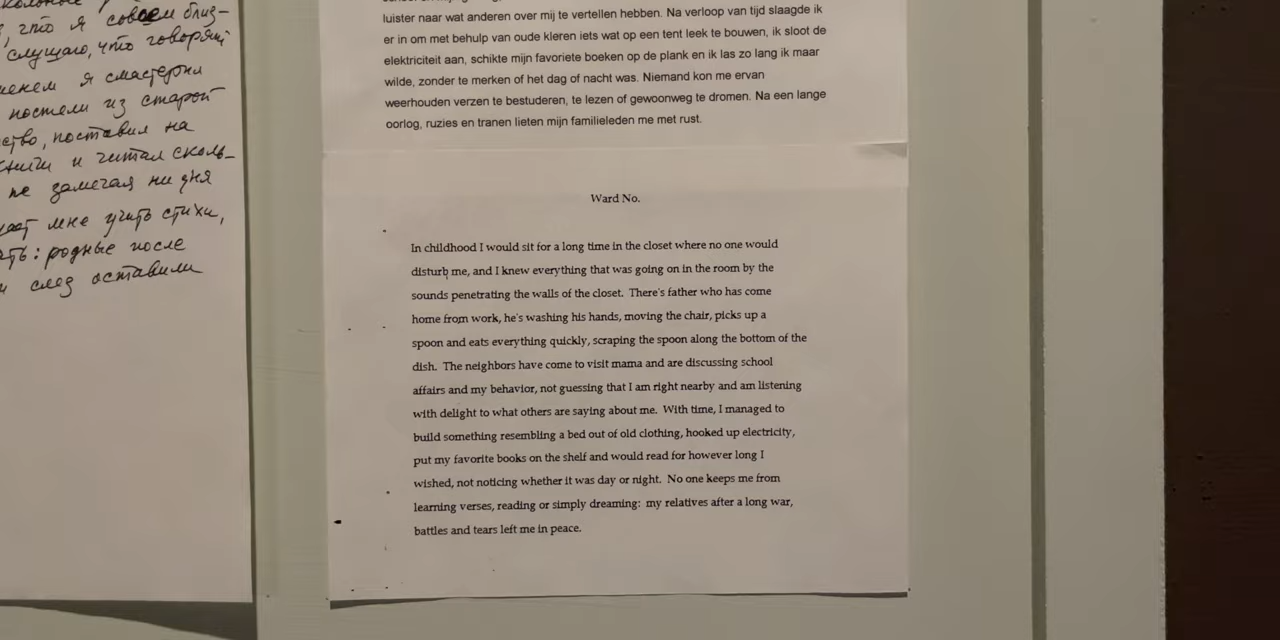 что я совсем близ-
слушаю, что говорят
я смастерил
постели из старой
поставил на
и читал сколь-
не замечая ни дня
мне учить стихи,
родные после
след оставили
luister naar wat anderen over mij te vertellen hebben. Na verloop van tijd slaagde ik
er in om met behulp van oude kleren iets wat op een tent leek te bouwen, ik sloot de
elektriciteit aan, schikte mijn favoriete boeken op de plank en ik las zo lang ik maar
wilde, zonder te merken of het dag of nacht was. Niemand kon me ervan
weerhouden verzen te bestuderen, te lezen of gewoonweg te dromen. Na een lange
oorlog, ruzies en tranen lieten mijn familieleden me met rust.
Ward No.
In childhood I would sit for a long time in the closet where no one would
disturb me, and I knew everything that was going on in the room by the
sounds penetrating the walls of the closet. There's father who has come
home from work, he's washing his hands, moving the chair, picks up a
spoon and eats everything quickly, scraping the spoon along the bottom of the
dish. The neighbors have come to visit mama and are discussing school
affairs and my behavior, not guessing that I am right nearby and am listening
with delight to what others are saying about me. With time, I managed to
build something resembling a bed out of old clothing, hooked up electricity,
put my favorite books on the shelf and would read for however long I
wished, not noticing whether it was day or night. No one keeps me from
learning verses, reading or simply dreaming: my relatives after a long war,
battles and tears left me in peace.